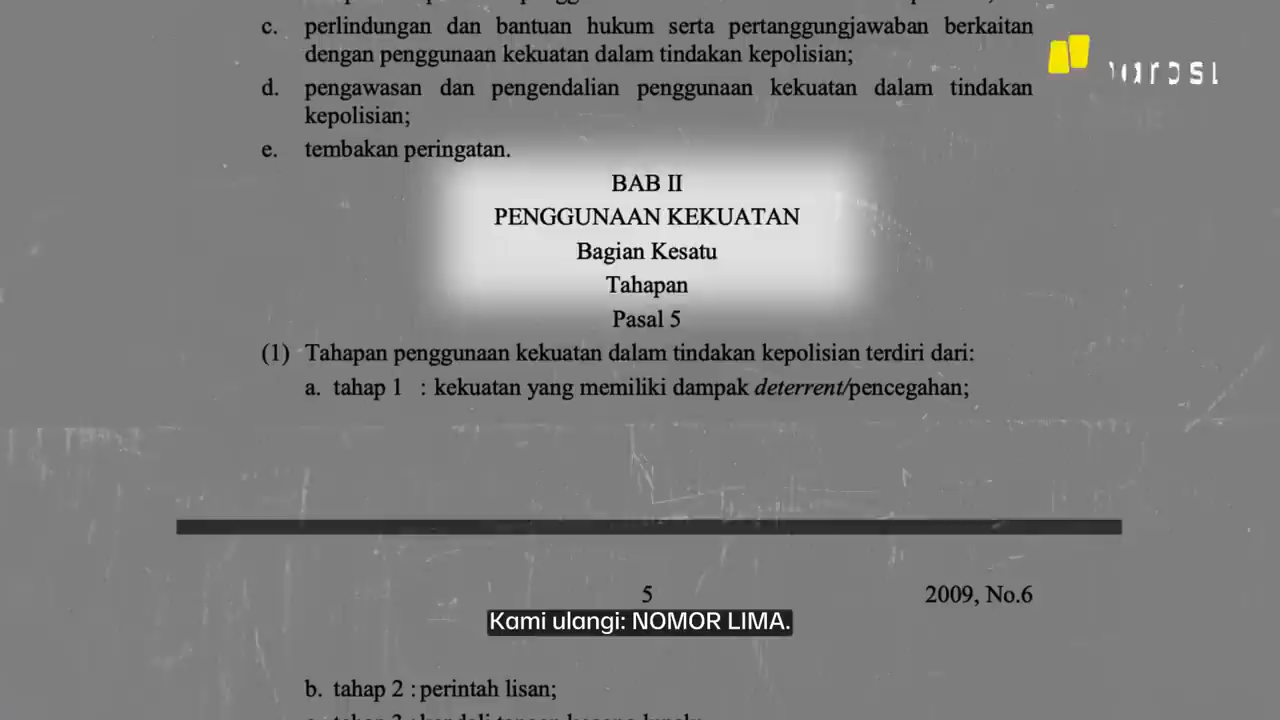 c. perlindungan dan bantuan hukum serta pertanggungjawaban berkaitan
dengan penggunaan kekuatan dalam tindakan kepolisian;
d. pengawasan dan pengendalian penggunaan kekuatan dalam tindakan
kepolisian;
e. tembakan peringatan.
BAB II
PENGGUNAAN KEKUATAN
Bagian Kesatu
Tahapan
Pasal 5
(1) Tahapan penggunaan kekuatan dalam tindakan kepolisian terdiri dari:
a. tahap 1 : kekuatan yang memiliki dampak deterrent/pencegahan;
5 2009, No.6
Kami ulangi: NOMOR LIMA.
b. tahap 2 : perintah lisan;